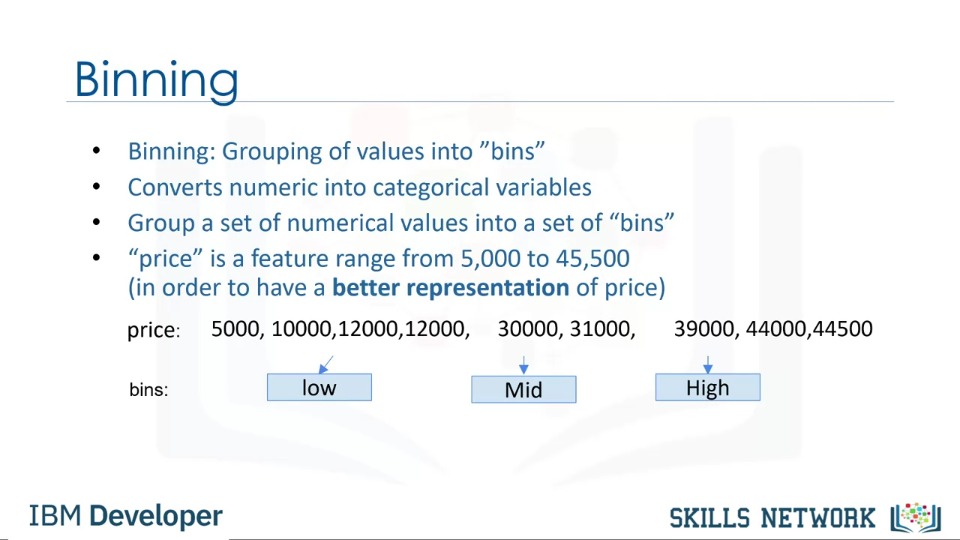 Binning
• Binning: Grouping of values into ”bins”
• Converts numeric into categorical variables
• Group a set of numerical values into a set of “bins”
• “price” is a feature range from 5,000 to 45,500
(in order to have a better representation of price)
price: 5000, 10000,12000,12000, 30000, 31000, 39000, 44000,44500
bins: low Mid High
IBM Developer
SKILLS NETWORK